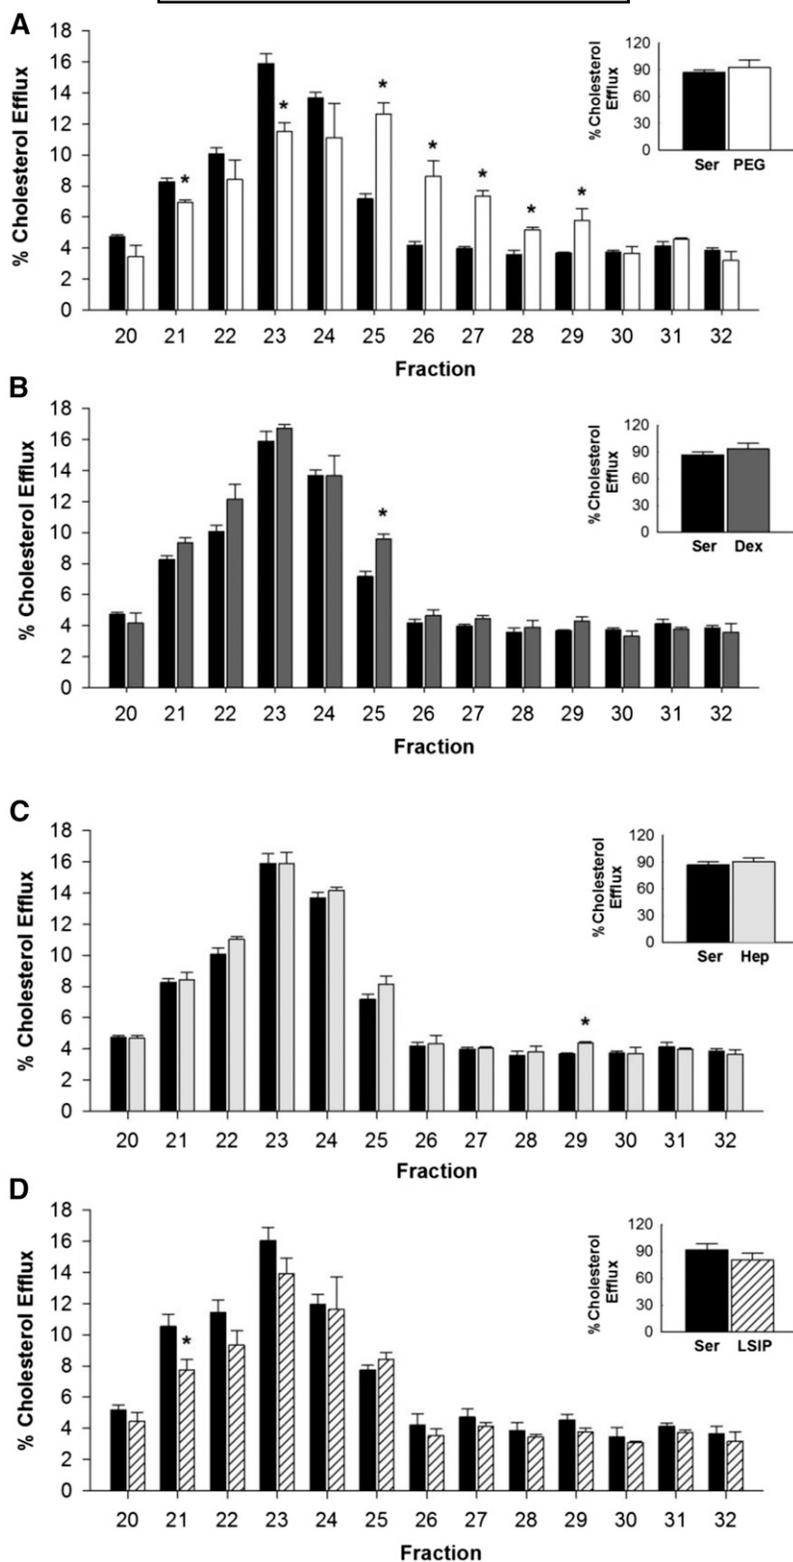 A
% Cholesterol Efflux
18
16
14
12
10
8
6
4
2
0
* * * * * * *
20 21 22 23 24 25 26 27 28 29 30 31 32
Fraction
% Cholesterol
Efflux
120
90
60
30
0
Ser PEG
B
% Cholesterol Efflux
18
16
14
12
10
8
6
4
2
0
*
20 21 22 23 24 25 26 27 28 29 30 31 32
Fraction
% Cholesterol
Efflux
120
90
60
30
0
Ser Dex
C
% Cholesterol Efflux
18
16
14
12
10
8
6
4
2
0
*
20 21 22 23 24 25 26 27 28 29 30 31 32
Fraction
% Cholesterol
Efflux
120
90
60
30
0
Ser Hep
D
% Cholesterol Efflux
18
16
14
12
10
8
6
4
2
0
*
20 21 22 23 24 25 26 27 28 29 30 31 32
Fraction
% Cholesterol
Efflux
120
90
60
30
0
Ser LSIP